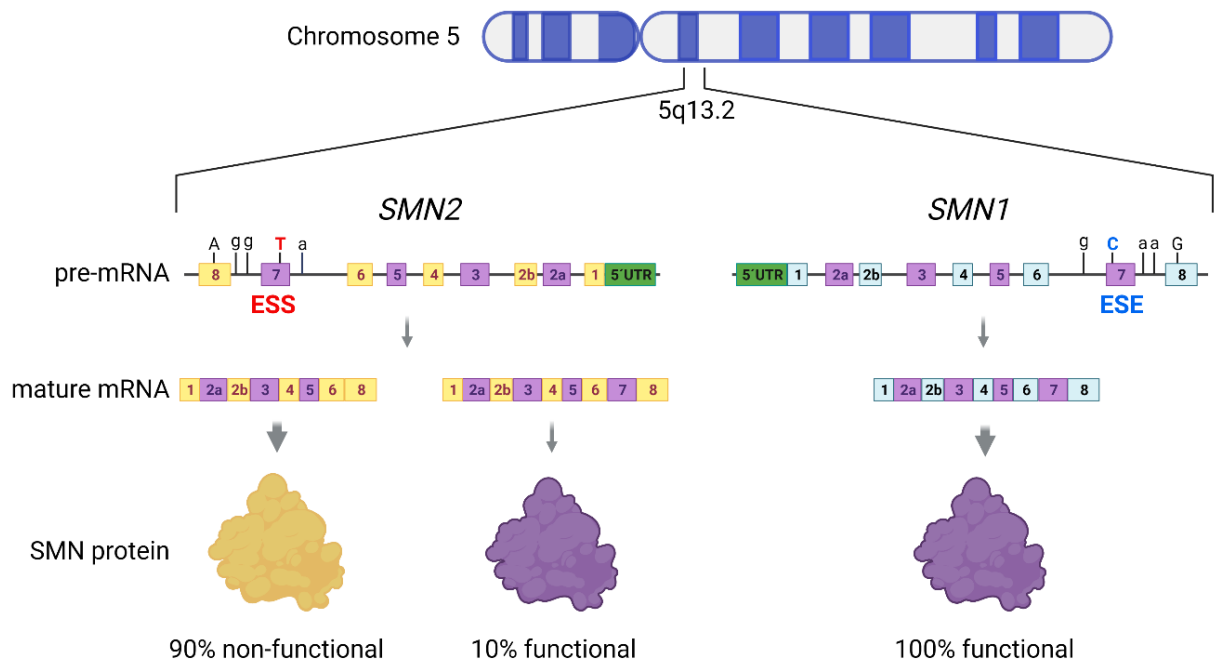 Chromosome 5
5q13.2
SMN2
SMN1
A g g T a
g C a a G
pre-mRNA
8 7 6 5 4 3 2b 2a 1 5´UTR
5´UTR 1 2a 2b 3 4 5 6 7 8
ESS
ESE
mature mRNA
1 2a 2b 3 4 5 6 8
1 2a 2b 3 4 5 6 7 8
1 2a 2b 3 4 5 6 7 8
SMN protein
90% non-functional
10% functional
100% functional